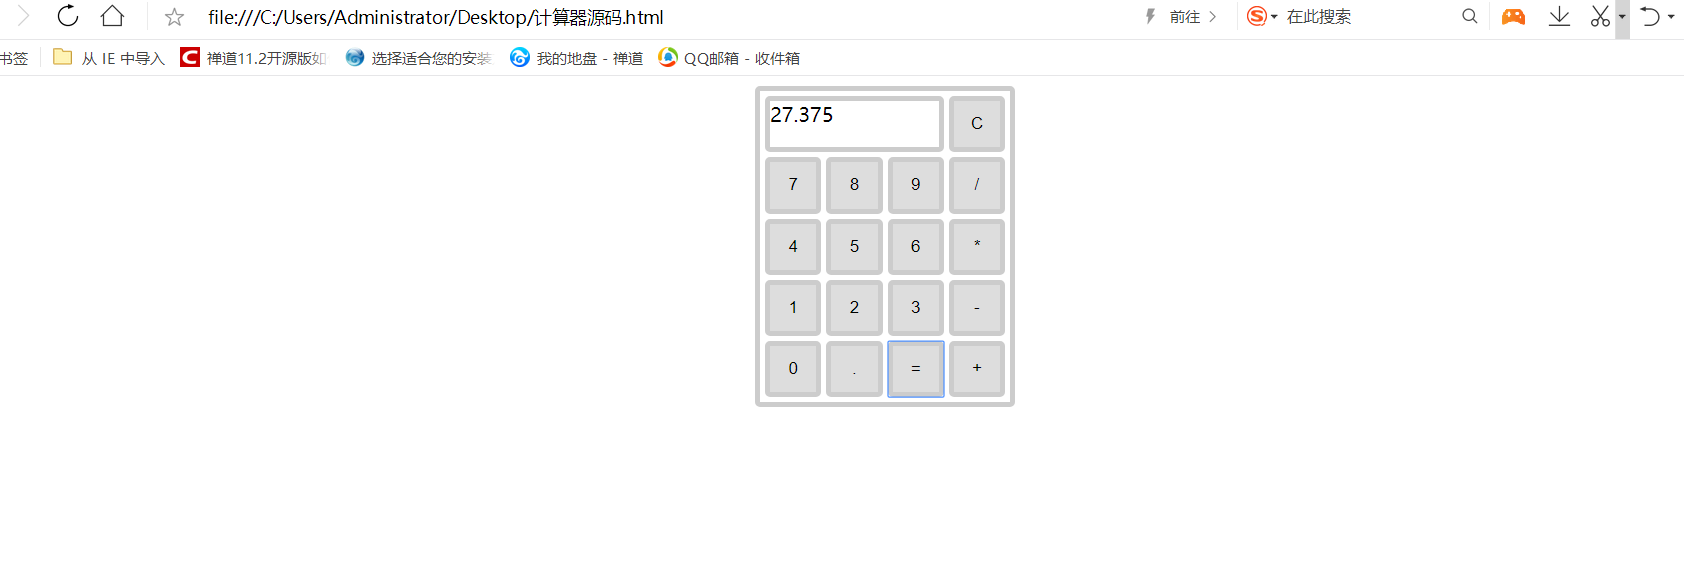 file:///C:/Users/Administrator/Desktop/计算器源码.html 前往 在此搜索
书签 从 IE 中导入 禅道11.2开源版如 选择适合您的安装 我的地盘 - 禅道 QQ邮箱 - 收件箱
27.375 C
7 8 9 /
4 5 6 *
1 2 3 -
0 . = +